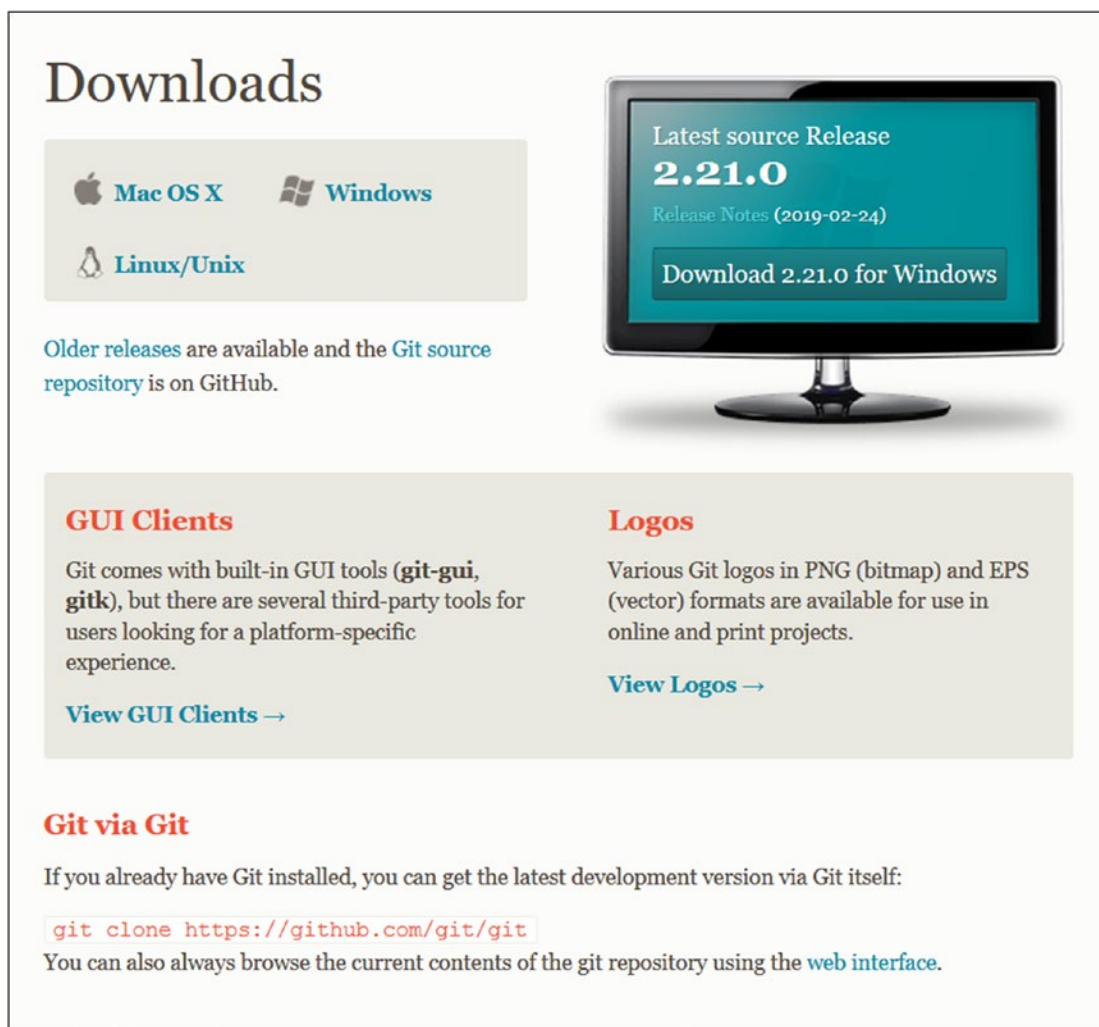 Downloads
Mac OS X
Windows
Linux/Unix
Older releases are available and the Git source
repository is on GitHub.
Latest source Release
2.21.0
Release Notes (2019-02-24)
Download 2.21.0 for Windows
GUI Clients
Git comes with built-in GUI tools (git-gui,
gitk), but there are several third-party tools for
users looking for a platform-specific
experience.
View GUI Clients →
Logos
Various Git logos in PNG (bitmap) and EPS
(vector) formats are available for use in
online and print projects.
View Logos →
Git via Git
If you already have Git installed, you can get the latest development version via Git itself:
git clone https://github.com/git/git
You can also always browse the current contents of the git repository using the web interface.